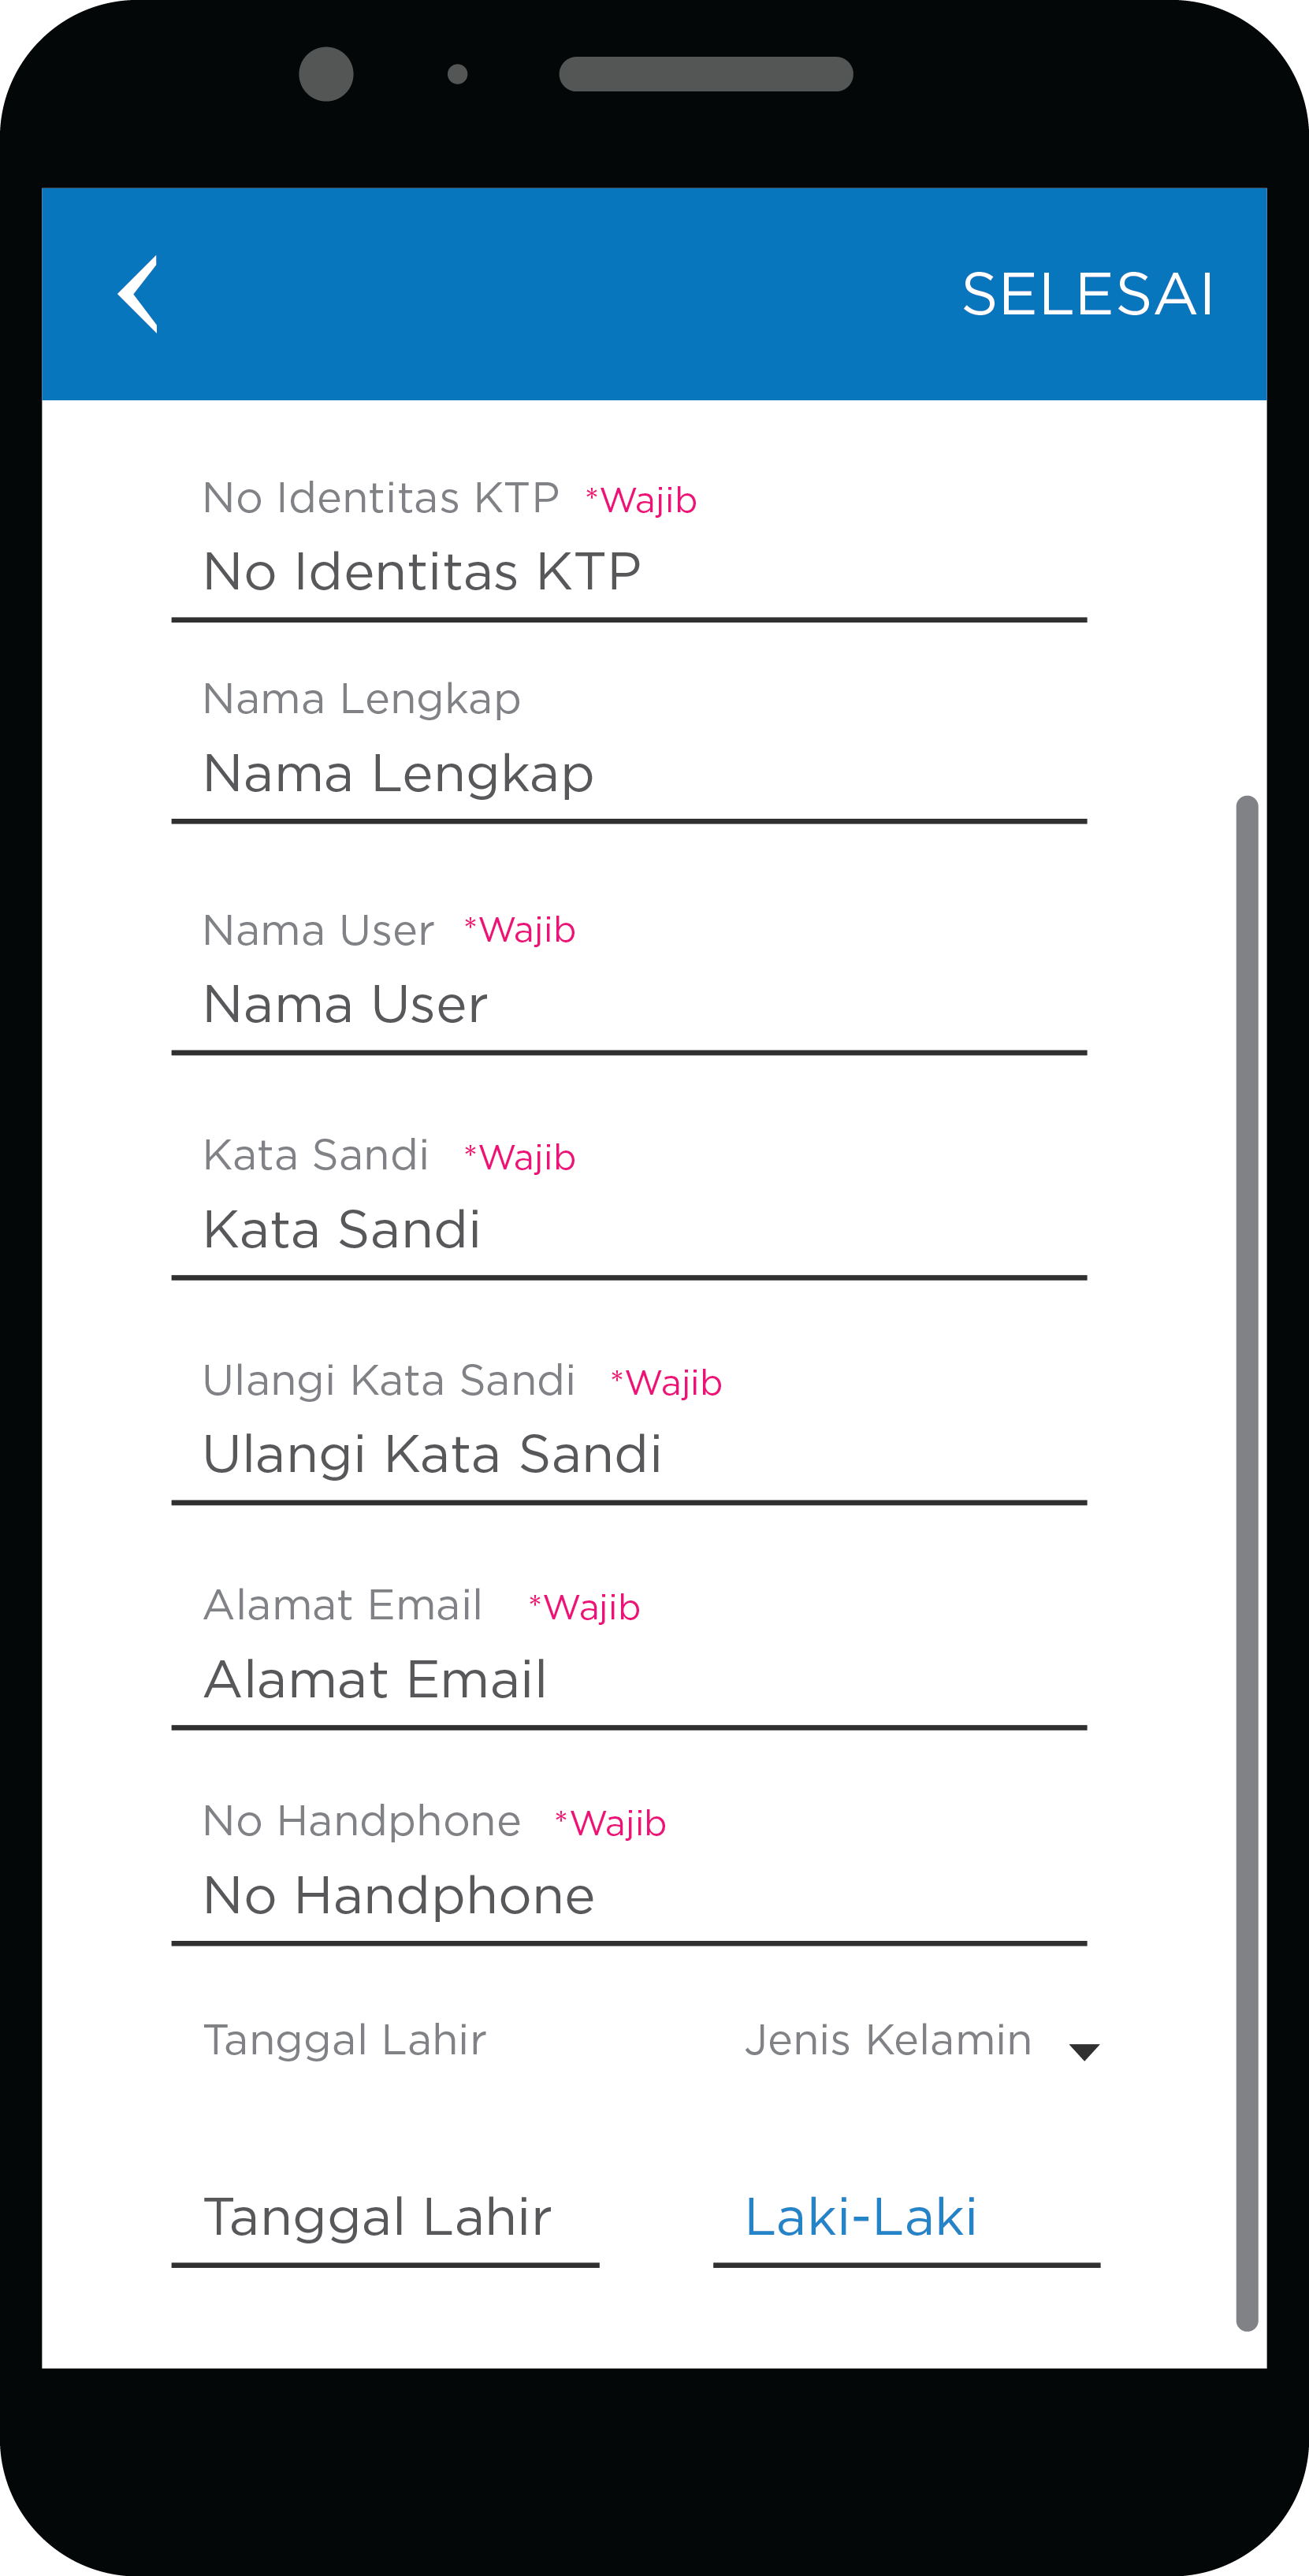 SELESAI
No Identitas KTP *Wajib
No Identitas KTP
Nama Lengkap
Nama Lengkap
Nama User *Wajib
Nama User
Kata Sandi *Wajib
Kata Sandi
Ulangi Kata Sandi *Wajib
Ulangi Kata Sandi
Alamat Email *Wajib
Alamat Email
No Handphone *Wajib
No Handphone
Tanggal Lahir Jenis Kelamin
Tanggal Lahir Laki-Laki